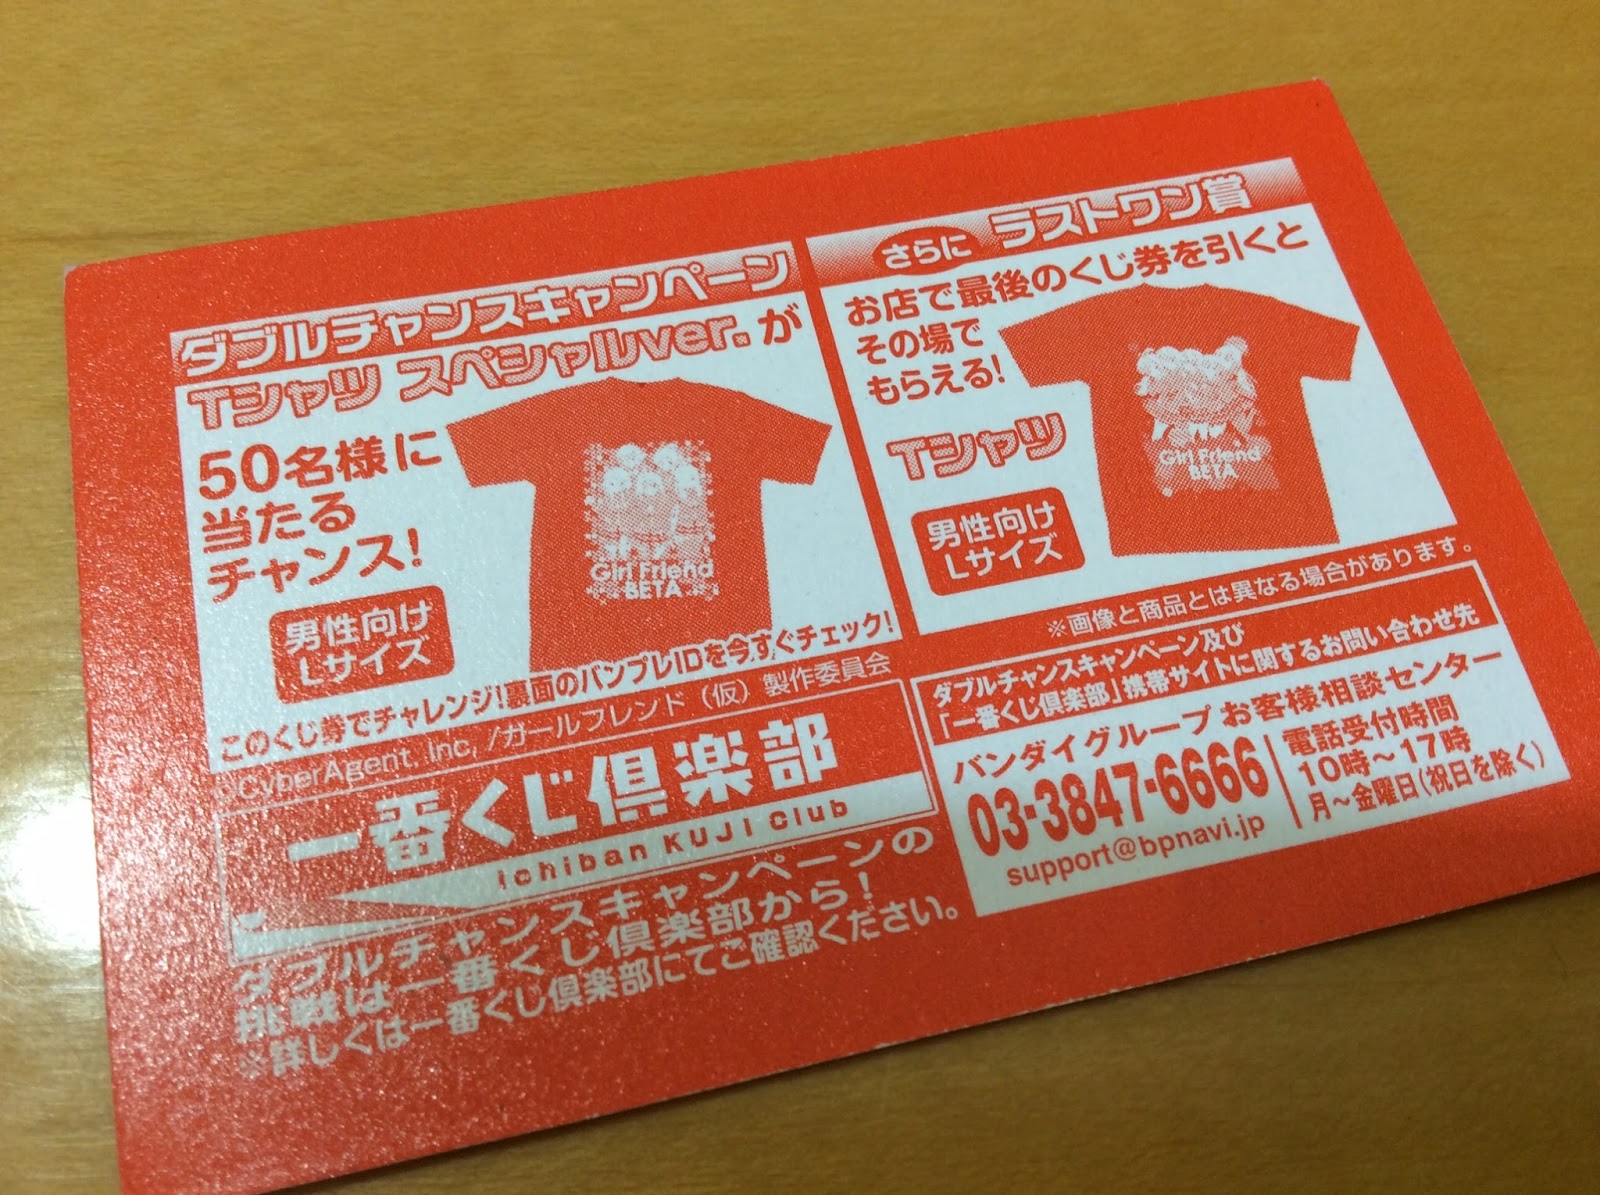 ダブルチャンスキャンペーン
Tシャツ スペシャルver.が
50名様に
当たる
チャンス!
男性向け
Lサイズ
Girl Friend
BETA
このくじ券でチャレンジ!裏面のバンプレIDを今すぐチェック!
©CyberAgent, Inc. /ガールフレンド（仮）製作委員会
一番くじ倶楽部
Ichiban KUJI Club
ダブルチャンスキャンペーンの
挑戦は一番くじ倶楽部から!
※詳しくは一番くじ倶楽部にてご確認ください。
さらに ラストワン賞
お店で最後のくじ券を引くと
その場で
もらえる!
Tシャツ
男性向け
Lサイズ
Girl Friend
BETA
※画像と商品とは異なる場合があります。
ダブルチャンスキャンペーン及び
「一番くじ倶楽部」携帯サイトに関するお問い合わせ先
バンダイグループ お客様相談センター
03-3847-6666
support@bpnavi.jp
電話受付時間
10時～17時
月～金曜日(祝日を除く)